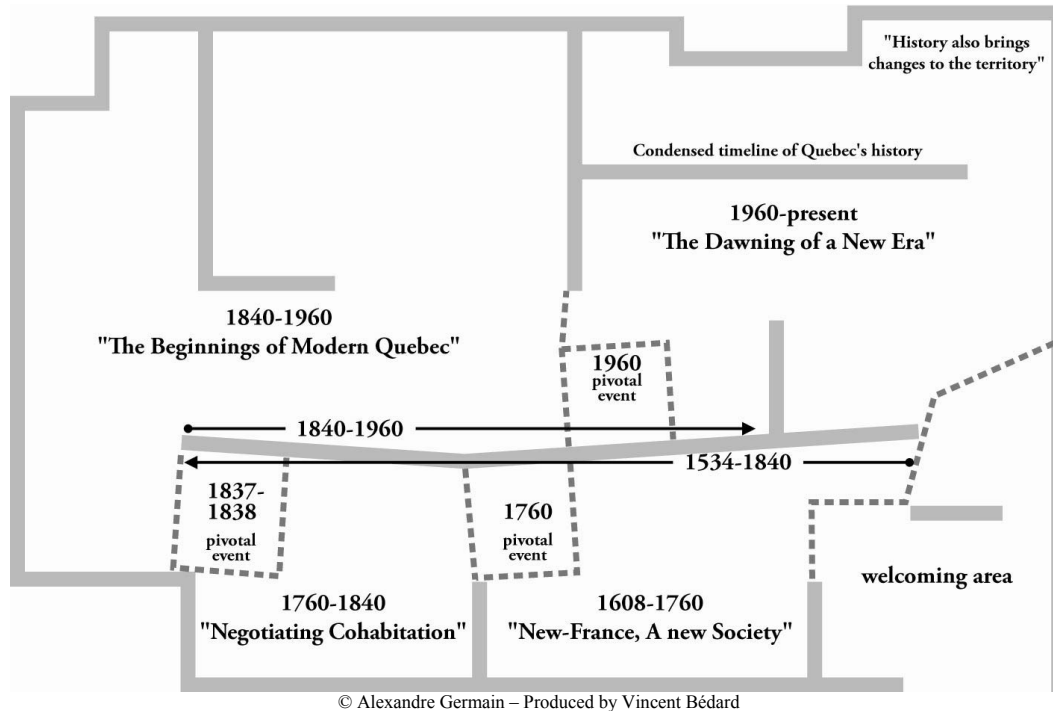 "History also brings
changes to the territory"
Condensed timeline of Quebec's history
1960-present
"The Dawning of a New Era"
1840-1960
"The Beginnings of Modern Quebec"
1960
pivotal
event
1840-1960
1534-1840
1837-
1838
pivotal
event
1760
pivotal
event
welcoming area
1760-1840
"Negotiating Cohabitation"
1608-1760
"New-France, A new Society"
© Alexandre Germain – Produced by Vincent Bédard